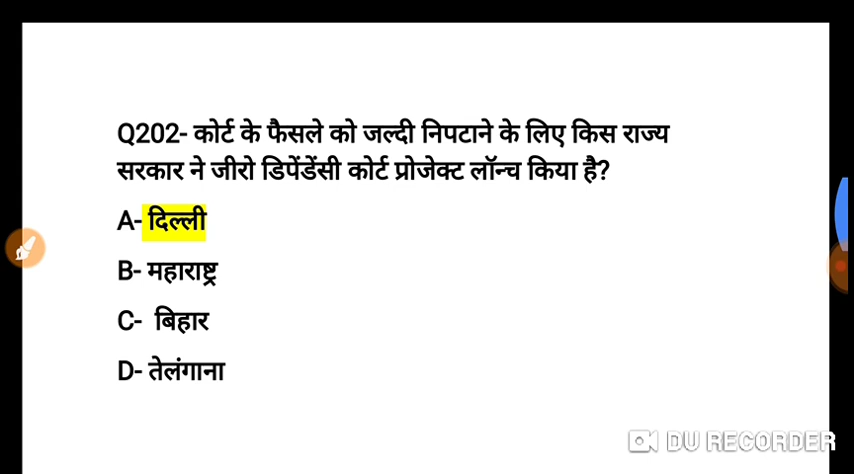 Q202- कोर्ट के फैसले को जल्दी निपटाने के लिए किस राज्य
सरकार ने जीरो डिपेंडेंसी कोर्ट प्रोजेक्ट लॉन्च किया है?
A- दिल्ली
B- महाराष्ट्र
C- बिहार
D- तेलंगाना
DU RECORDER